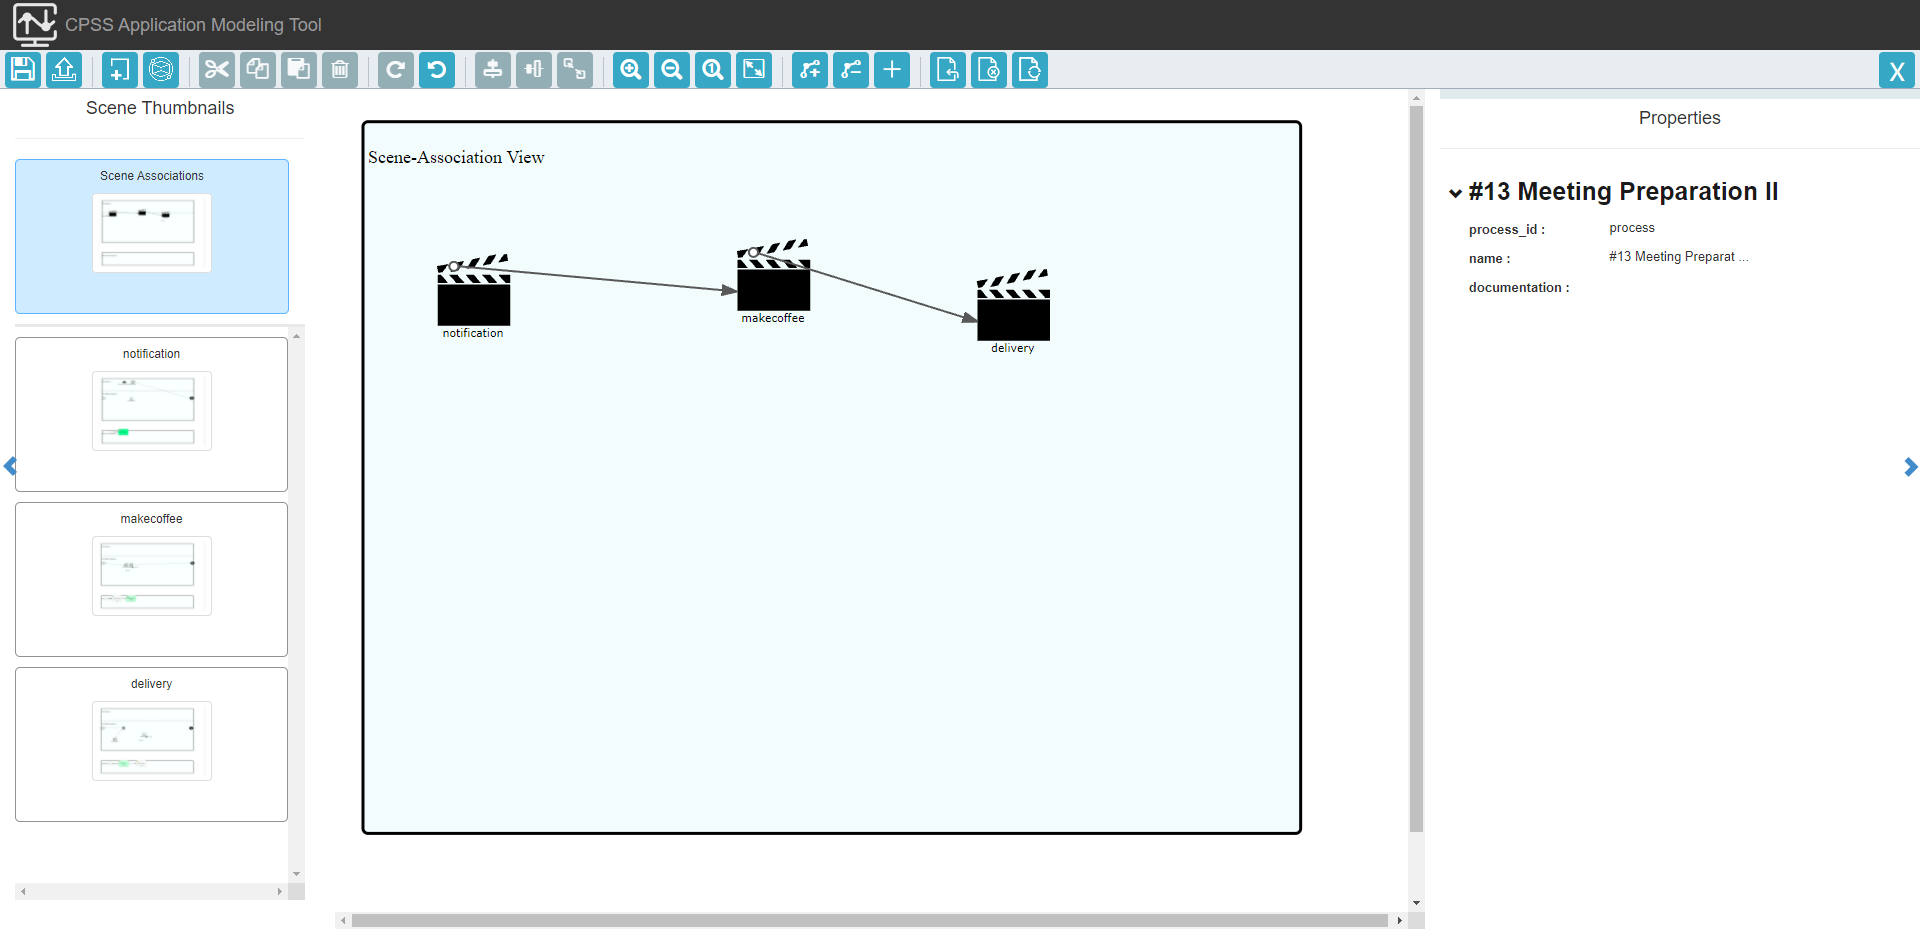 CPSS Application Modeling Tool
X
Scene Thumbnails
Scene Associations
notification
makecoffee
delivery
Scene-Association View
notification
makecoffee
delivery
Properties
#13 Meeting Preparation II
process_id : process
name : #13 Meeting Preparat ...
documentation :